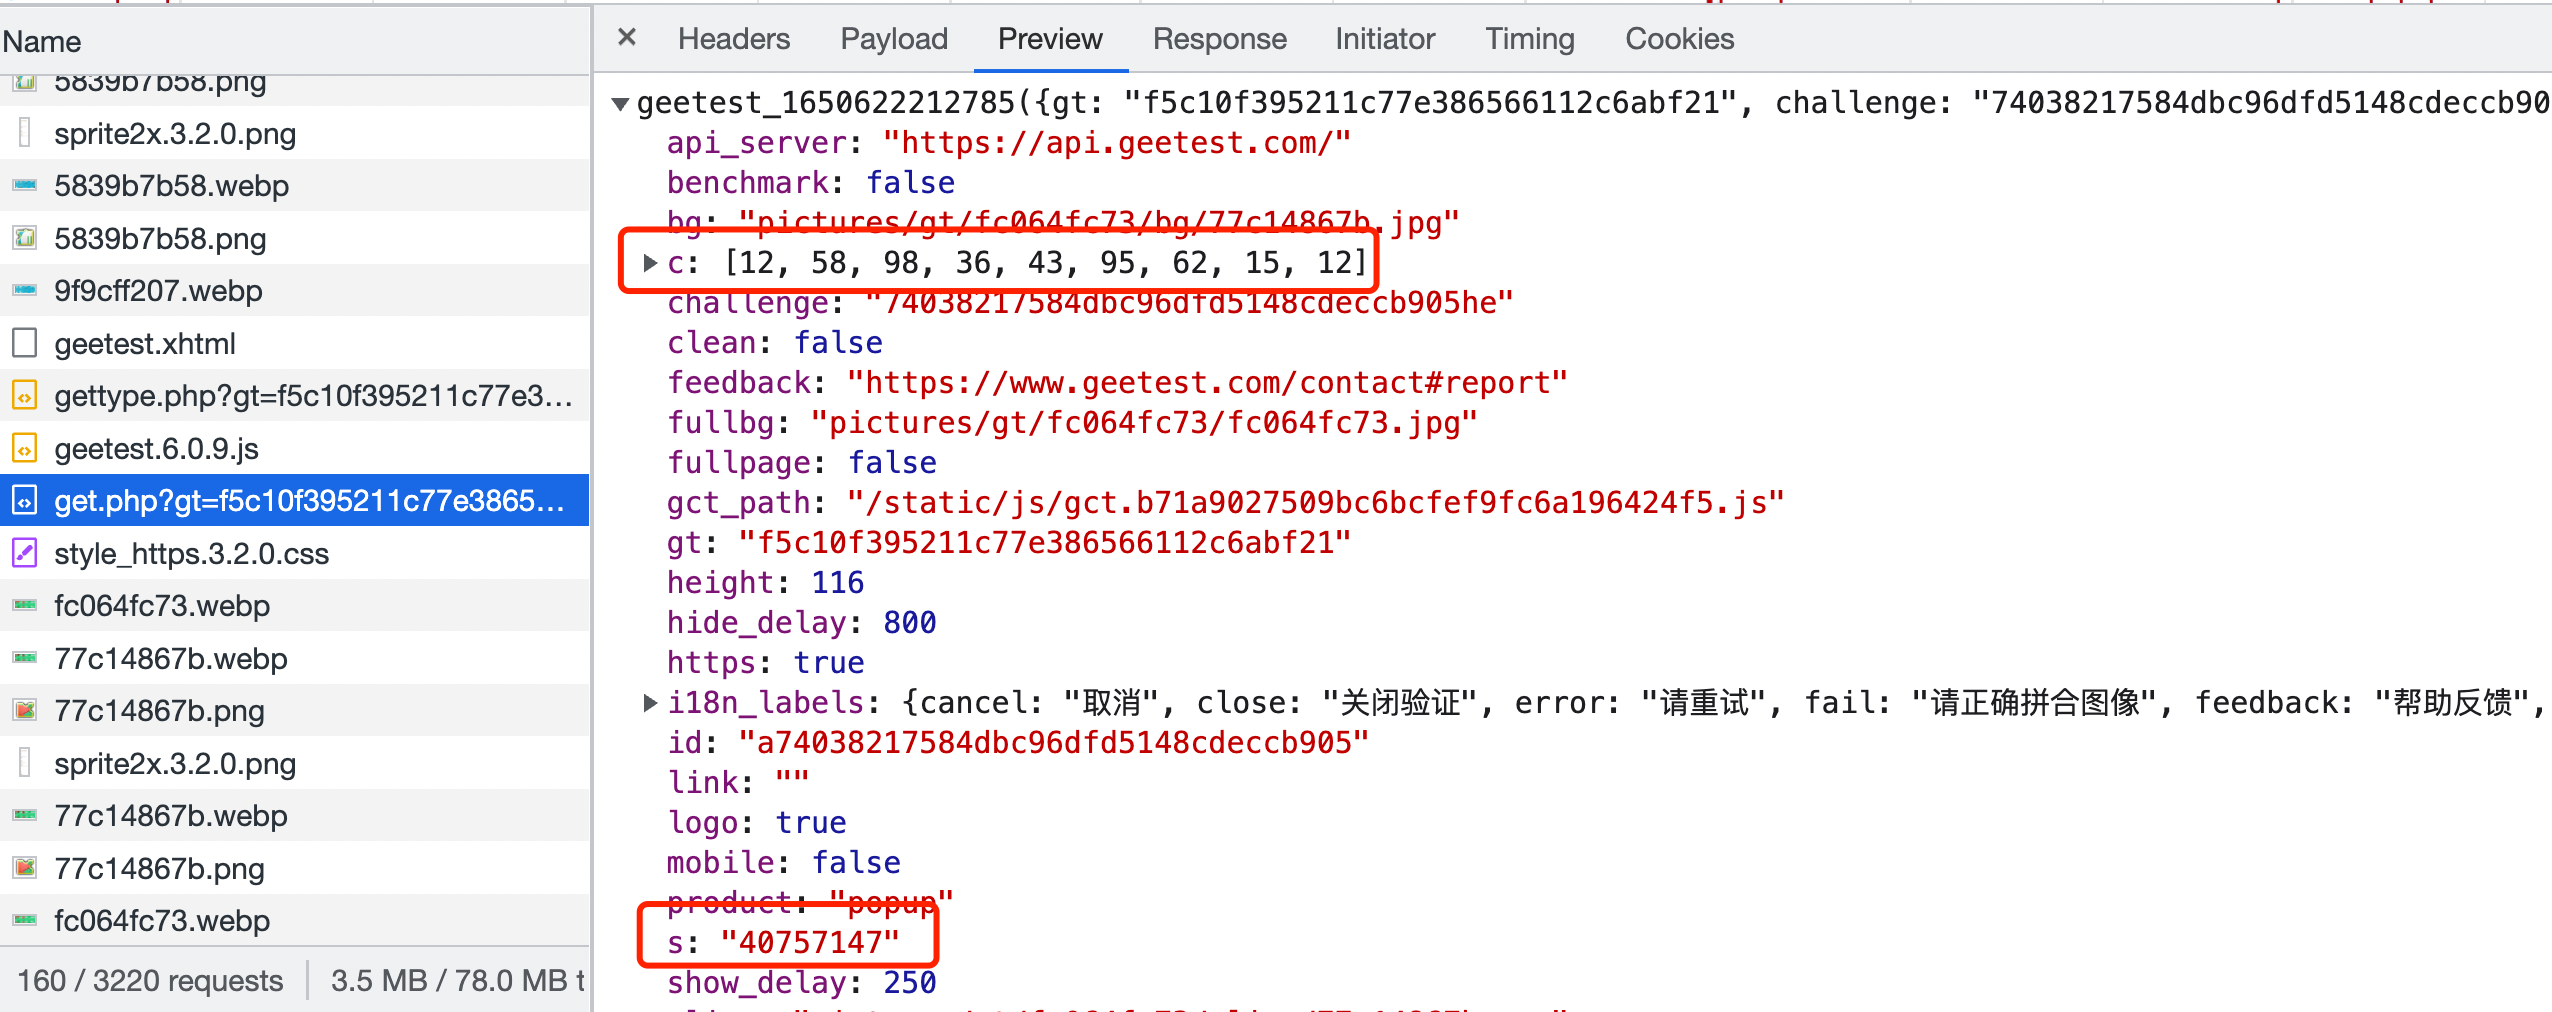 Name
5839b7b58.png
sprite2x.3.2.0.png
5839b7b58.webp
5839b7b58.png
9f9cff207.webp
geetest.xhtml
gettype.php?gt=f5c10f395211c77e3...
geetest.6.0.9.js
get.php?gt=f5c10f395211c77e3865...
style_https.3.2.0.css
fc064fc73.webp
77c14867b.webp
77c14867b.png
sprite2x.3.2.0.png
77c14867b.webp
77c14867b.png
fc064fc73.webp
160 / 3220 requests 3.5 MB / 78.0 MB t
Headers Payload Preview Response Initiator Timing Cookies
geetest_1650622212785({gt: "f5c10f395211c77e386566112c6abf21", challenge: "74038217584dbc96dfd5148cdeccb90
api_server: "https://api.geetest.com/"
benchmark: false
bg: "pictures/gt/fc064fc73/bg/77c14867b.jpg"
c: [12, 58, 98, 36, 43, 95, 62, 15, 12]
challenge: "74038217584dbc96dfd5148cdeccb905he"
clean: false
feedback: "https://www.geetest.com/contact#report"
fullbg: "pictures/gt/fc064fc73/fc064fc73.jpg"
fullpage: false
gct_path: "/static/js/gct.b71a9027509bc6bcfef9fc6a196424f5.js"
gt: "f5c10f395211c77e386566112c6abf21"
height: 116
hide_delay: 800
https: true
i18n_labels: {cancel: "取消", close: "关闭验证", error: "请重试", fail: "请正确拼合图像", feedback: "帮助反馈",
id: "a74038217584dbc96dfd5148cdeccb905"
link: ""
logo: true
mobile: false
product: "popup"
s: "40757147"
show_delay: 250